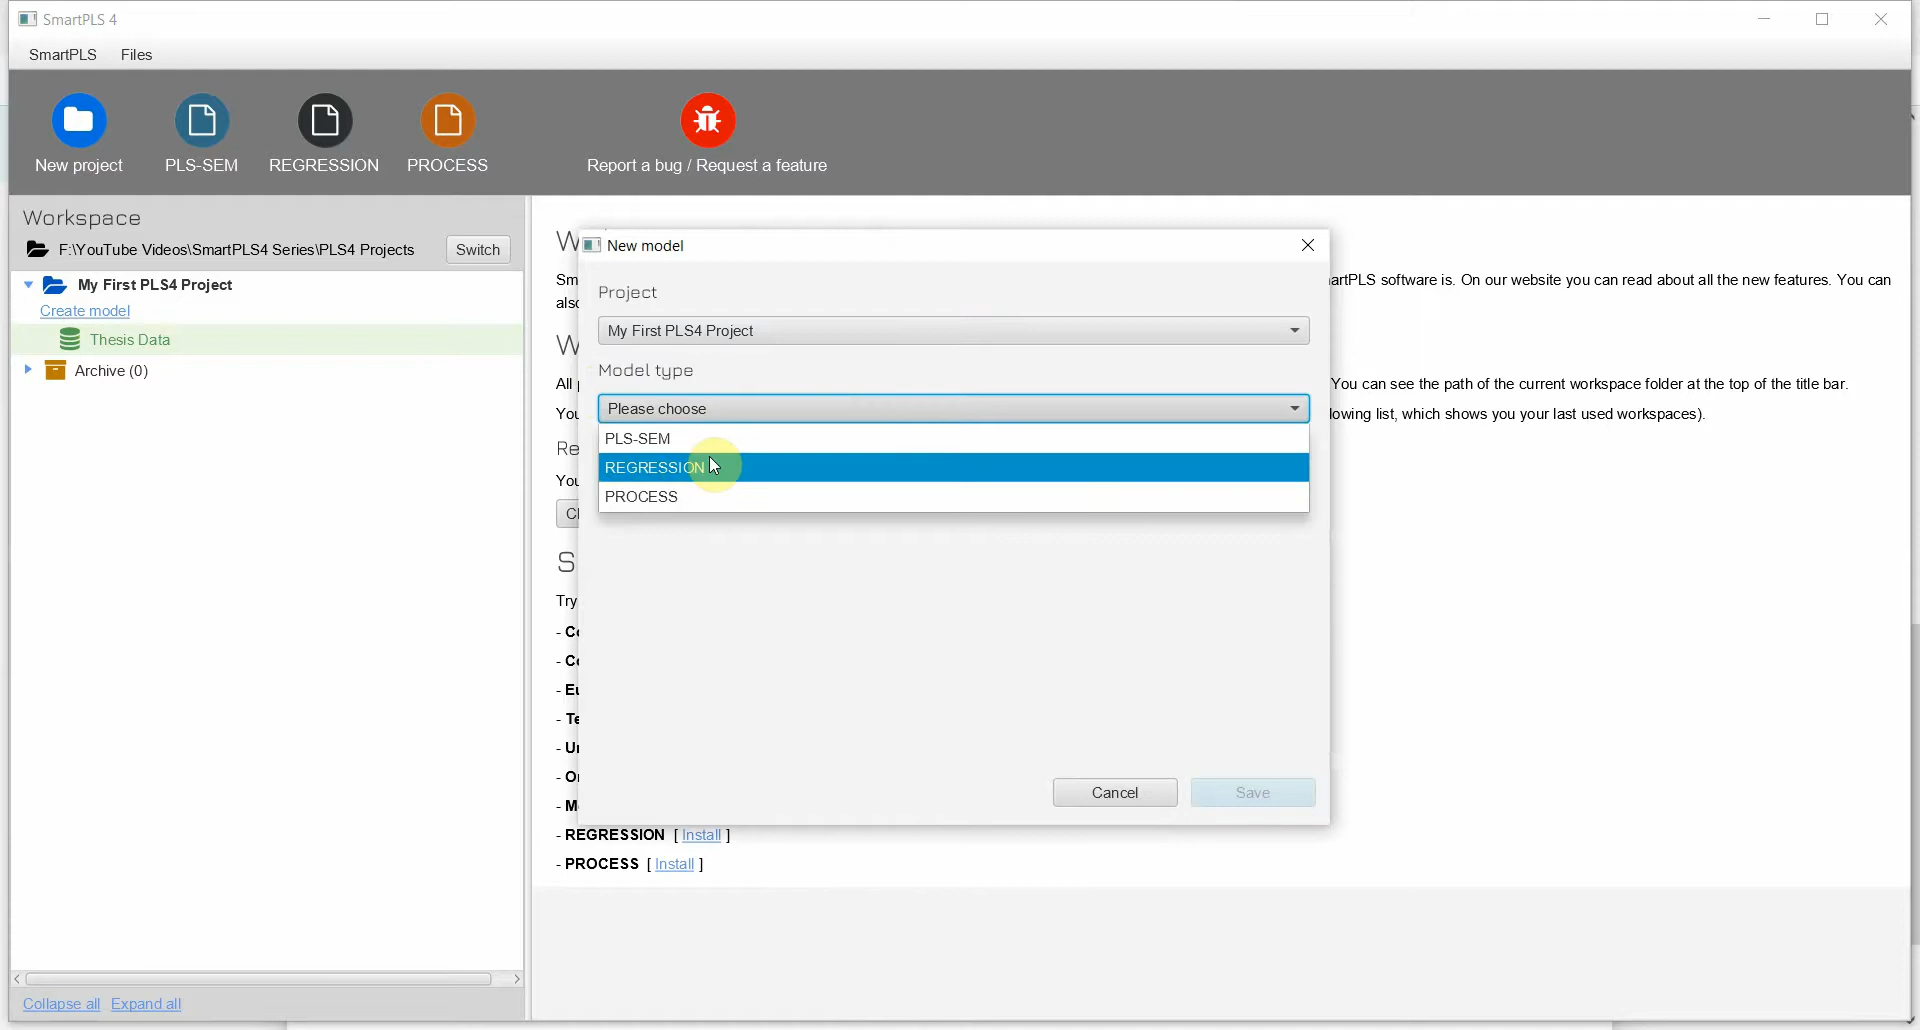 SmartPLS 4
SmartPLS Files
New project PLS-SEM REGRESSION PROCESS Report a bug / Request a feature
Workspace
F:\YouTube Videos\SmartPLS4 Series\PLS4 Projects Switch
My First PLS4 Project
Create model
Thesis Data
Archive (0)
Collapse all Expand all
New model
Project
My First PLS4 Project
Model type
Please choose
PLS-SEM
REGRESSION
PROCESS
Cancel Save
software is. On our website you can read about all the new features. You can
You can see the path of the current workspace folder at the top of the title bar.
list, which shows you your last used workspaces).
Try
- REGRESSION [ Install ]
- PROCESS [ Install ]